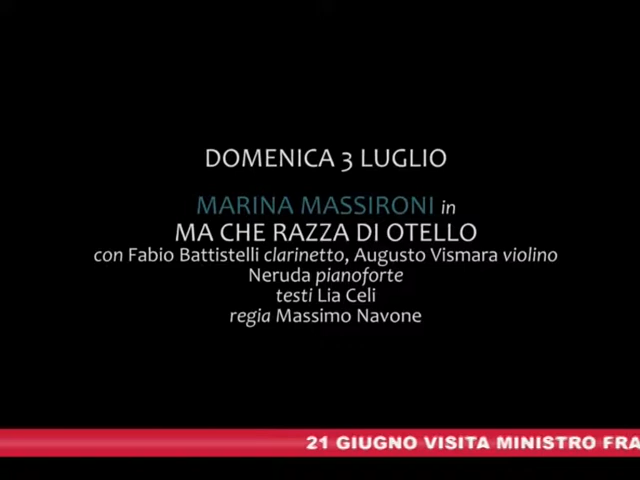 DOMENICA 3 LUGLIO
MARINA MASSIRONI in
MA CHE RAZZA DI OTELLO
con Fabio Battistelli clarinetto, Augusto Vismara violino
Neruda pianoforte
testi Lia Celi
regia Massimo Navone
21 GIUGNO VISITA MINISTRO FRA